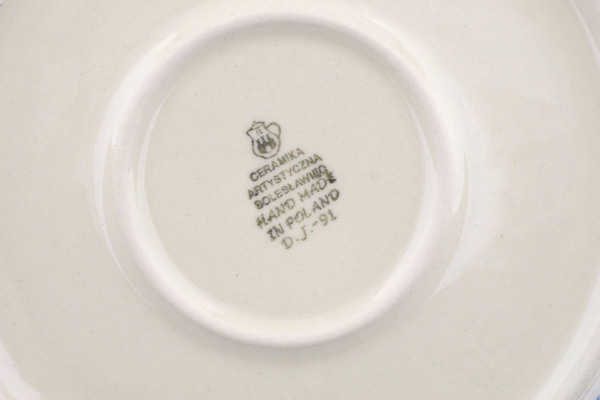 CERAMIKA
ARTYSTYCZNA
BOLESŁAWIEC
HAND MADE
IN POLAND
D.J.-91